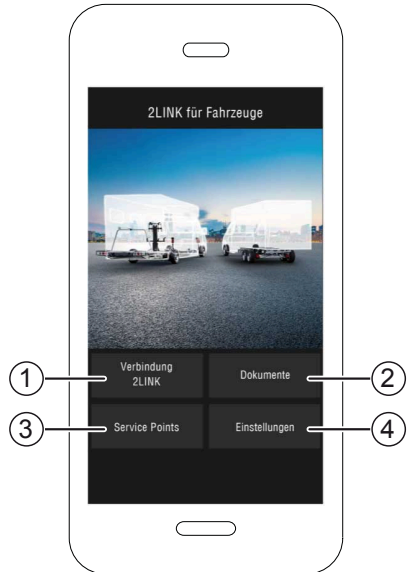 2LINK für Fahrzeuge
1
Verbindung
2LINK
Dokumente
2
3
Service Points
Einstellungen
4